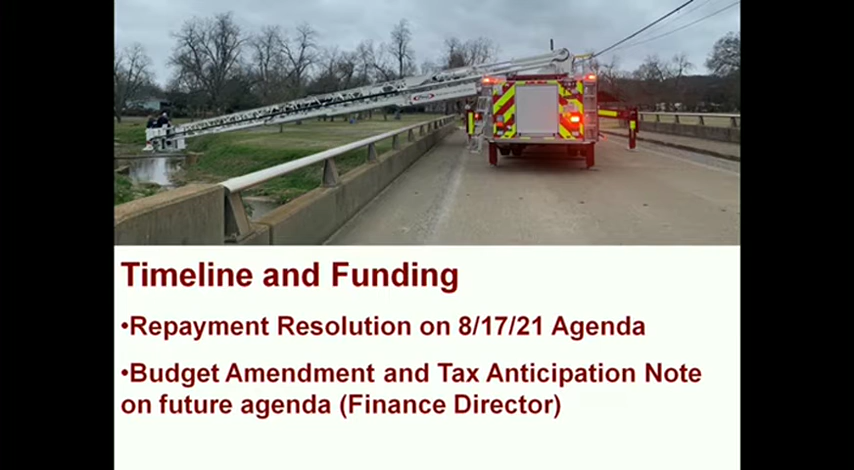 Timeline and Funding
•Repayment Resolution on 8/17/21 Agenda
•Budget Amendment and Tax Anticipation Note
on future agenda (Finance Director)